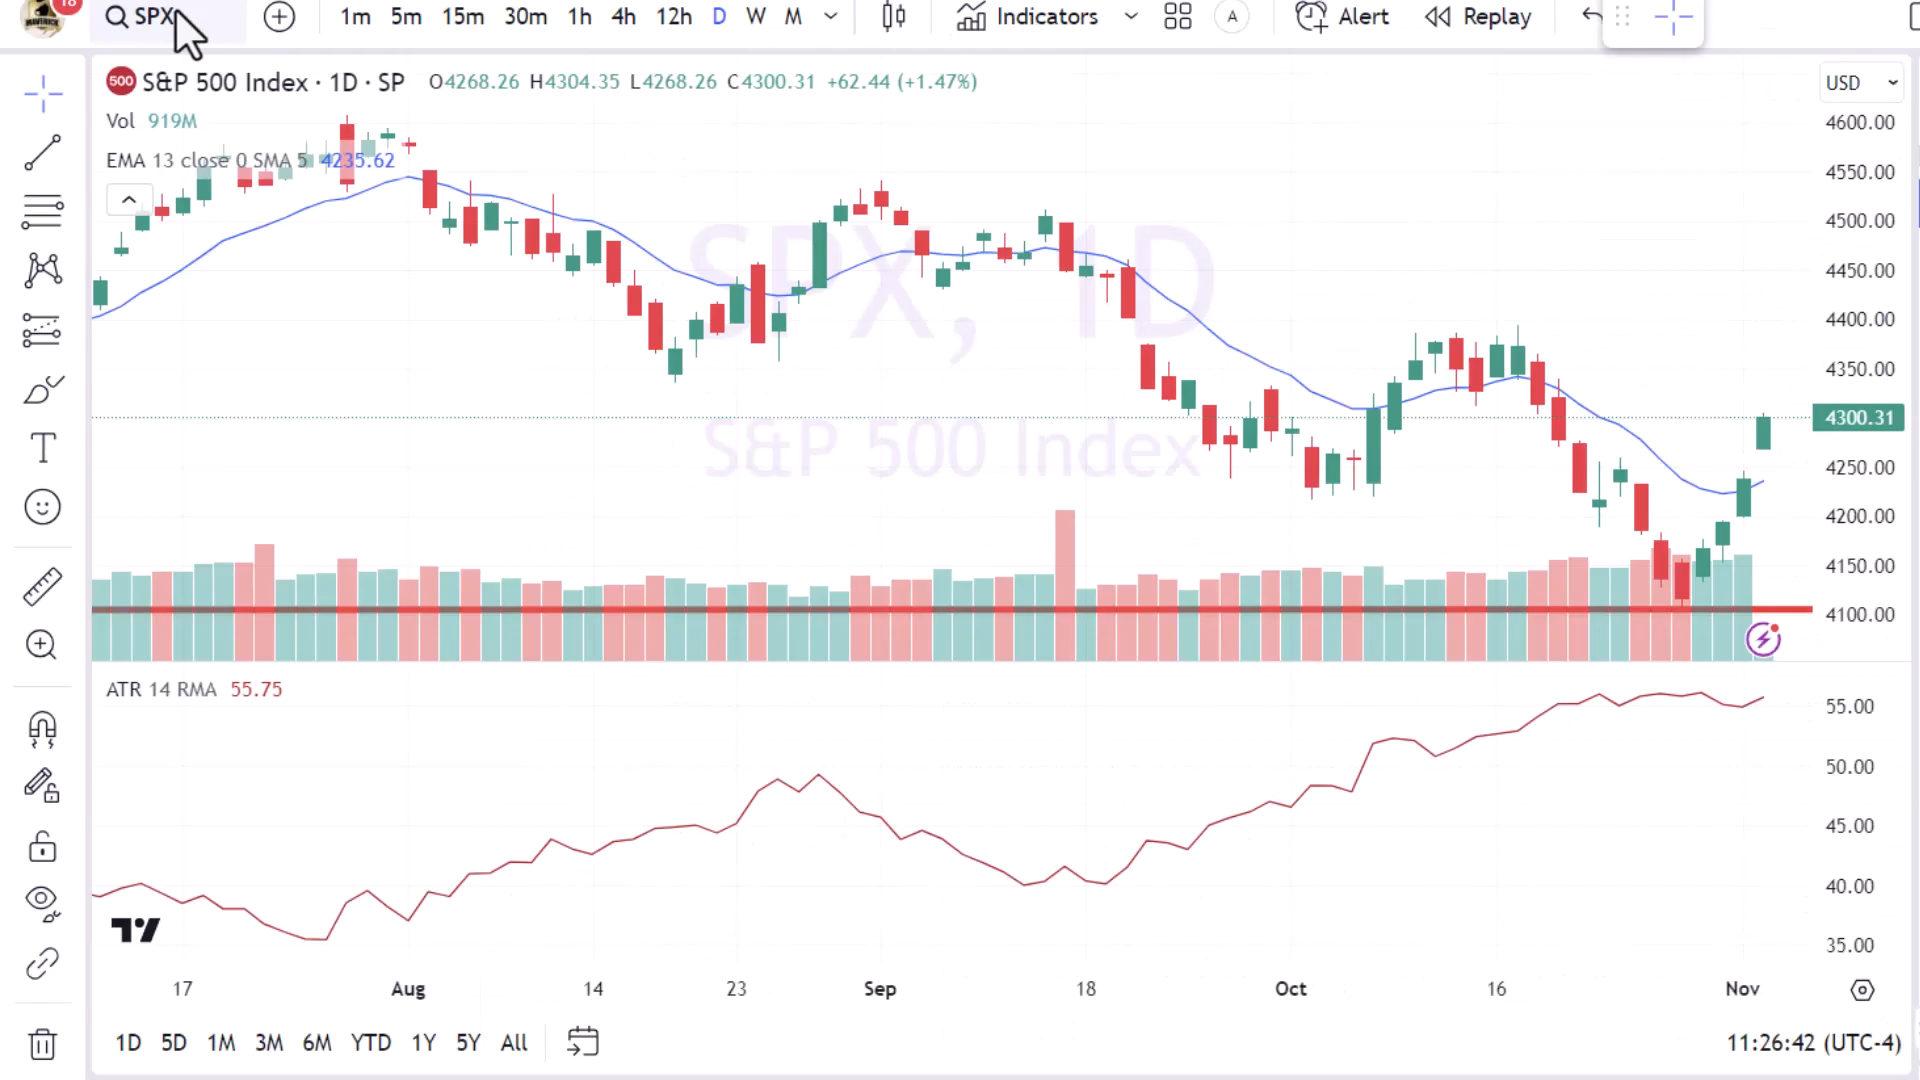 18
SPX
1m 5m 15m 30m 1h 4h 12h D W M Indicators A Alert Replay
500 S&P 500 Index · 1D · SP O4268.26 H4304.35 L4268.26 C4300.31 +62.44 (+1.47%)
USD
Vol 919M
EMA 13 close 0 SMA 5 4235.62
SPX, 1D
S&P 500 Index
4600.00
4550.00
4500.00
4450.00
4400.00
4350.00
4300.31
4250.00
4200.00
4150.00
4100.00
ATR 14 RMA 55.75
55.00
50.00
45.00
40.00
35.00
17 Aug 14 23 Sep 18 Oct 16 Nov
1D 5D 1M 3M 6M YTD 1Y 5Y All
11:26:42 (UTC-4)